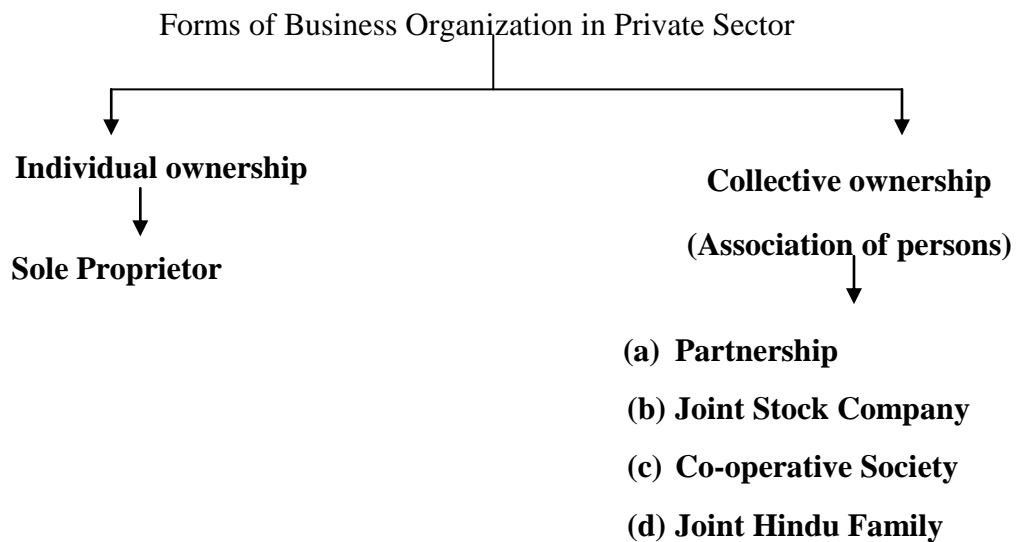 Forms of Business Organization in Private Sector
Individual ownership
Sole Proprietor
Collective ownership
(Association of persons)
(a) Partnership
(b) Joint Stock Company
(c) Co-operative Society
(d) Joint Hindu Family